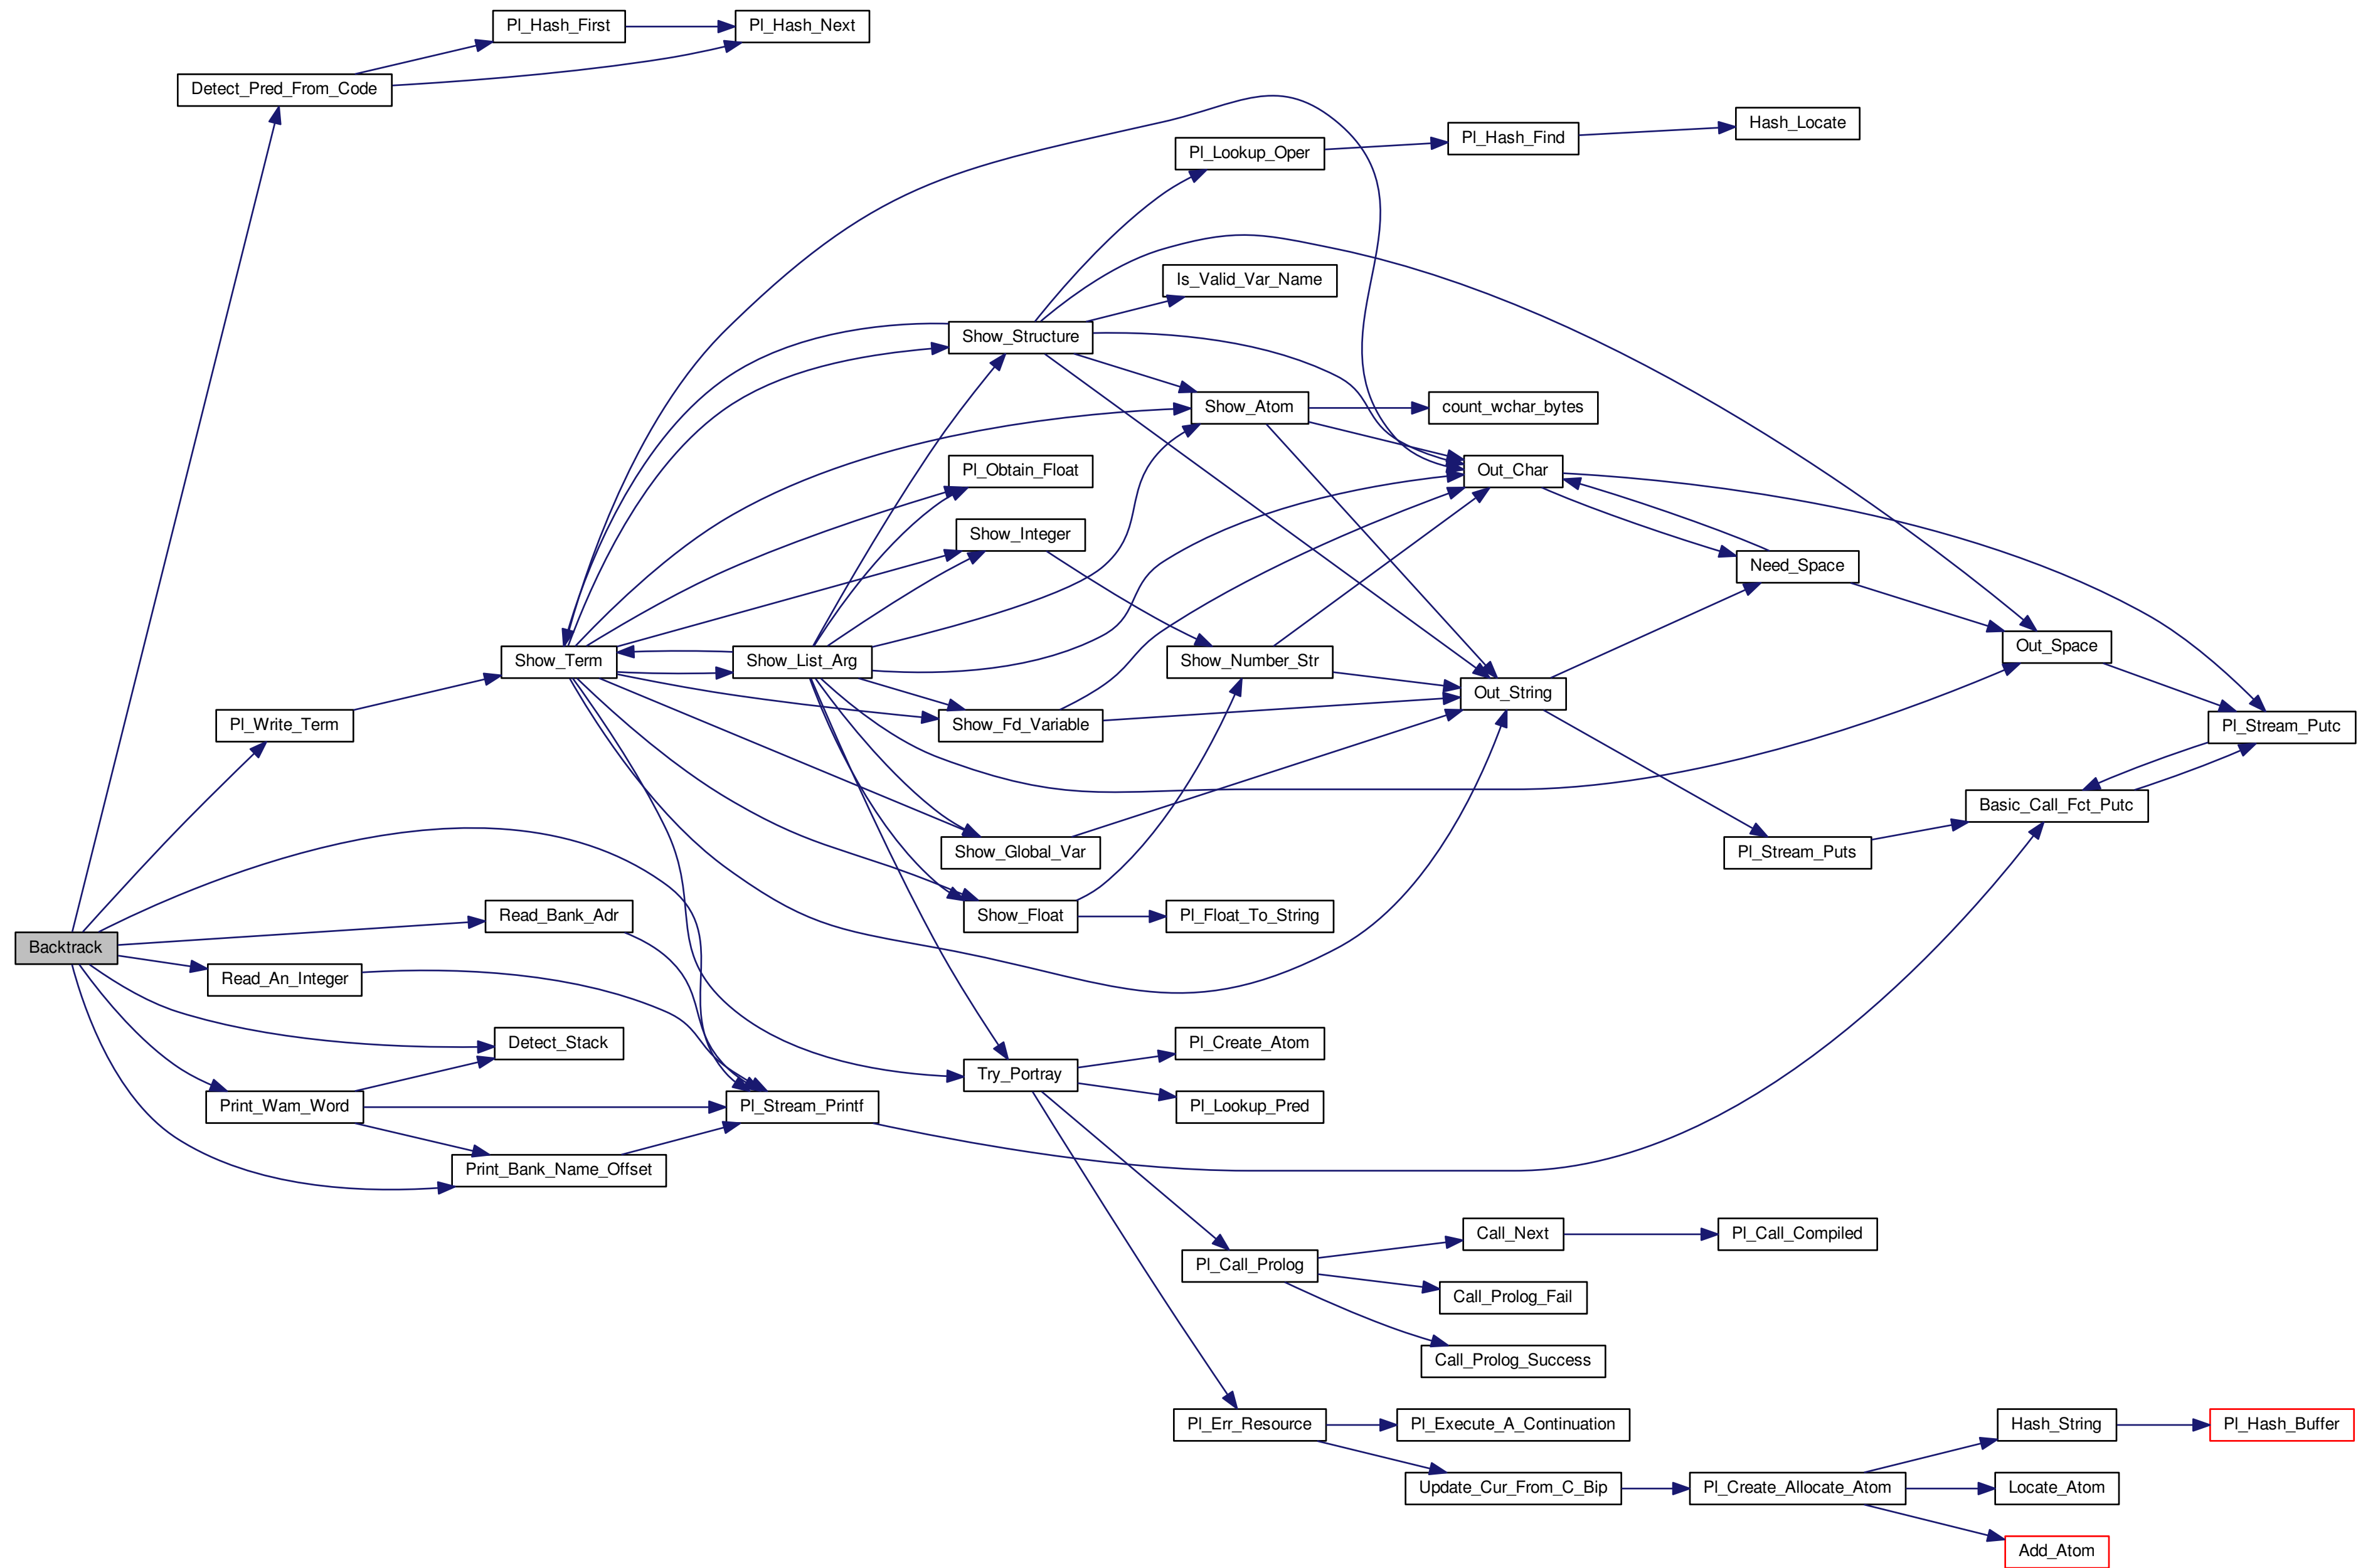 Pl_Hash_First
Pl_Hash_Next
Detect_Pred_From_Code
Hash_Locate
Pl_Hash_Find
Pl_Lookup_Oper
Is_Valid_Var_Name
Show_Structure
Show_Atom
count_wchar_bytes
Pl_Obtain_Float
Out_Char
Show_Integer
Need_Space
Out_Space
Show_Term
Show_List_Arg
Show_Number_Str
Out_String
Pl_Write_Term
Show_Fd_Variable
Pl_Stream_Putc
Basic_Call_Fct_Putc
Show_Global_Var
Pl_Stream_Puts
Read_Bank_Adr
Show_Float
Pl_Float_To_String
Backtrack
Read_An_Integer
Detect_Stack
Pl_Create_Atom
Try_Portray
Print_Wam_Word
Pl_Stream_Printf
Pl_Lookup_Pred
Print_Bank_Name_Offset
Call_Next
Pl_Call_Compiled
Pl_Call_Prolog
Call_Prolog_Fail
Call_Prolog_Success
Pl_Err_Resource
Pl_Execute_A_Continuation
Hash_String
Pl_Hash_Buffer
Update_Cur_From_C_Bip
Pl_Create_Allocate_Atom
Locate_Atom
Add_Atom